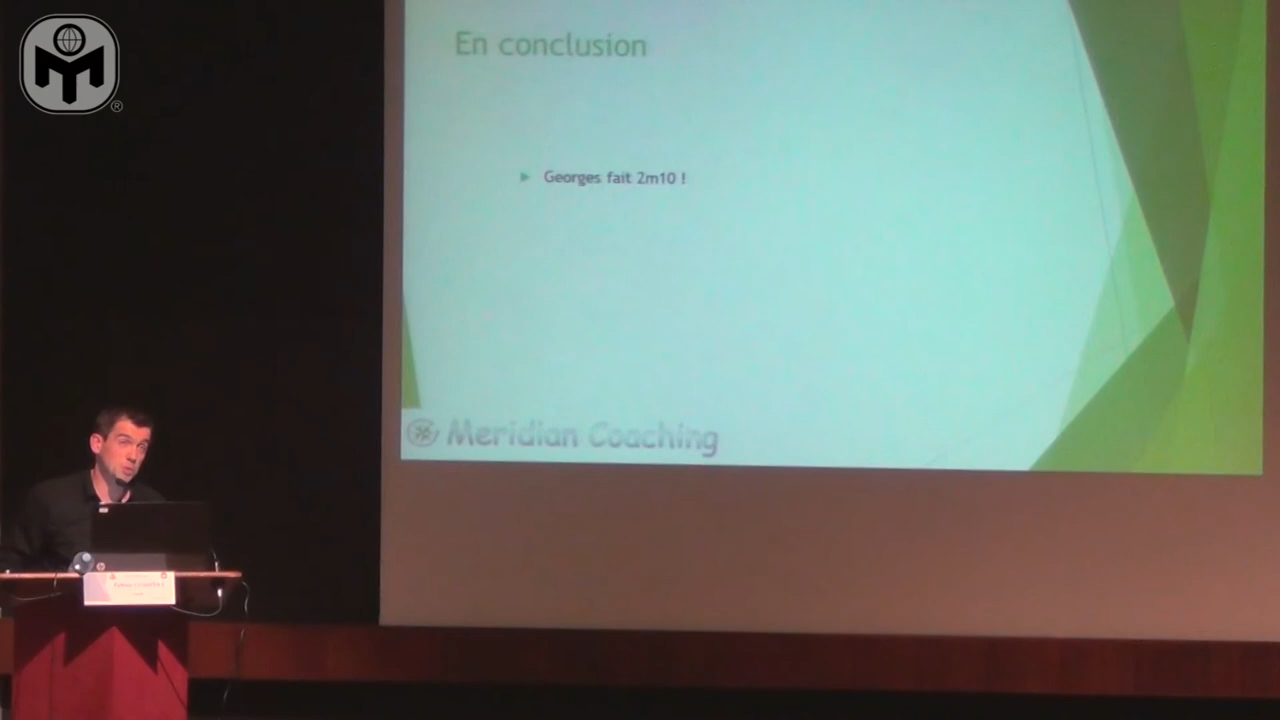 ®
En conclusion
Georges fait 2m10 !
Meridian Coaching